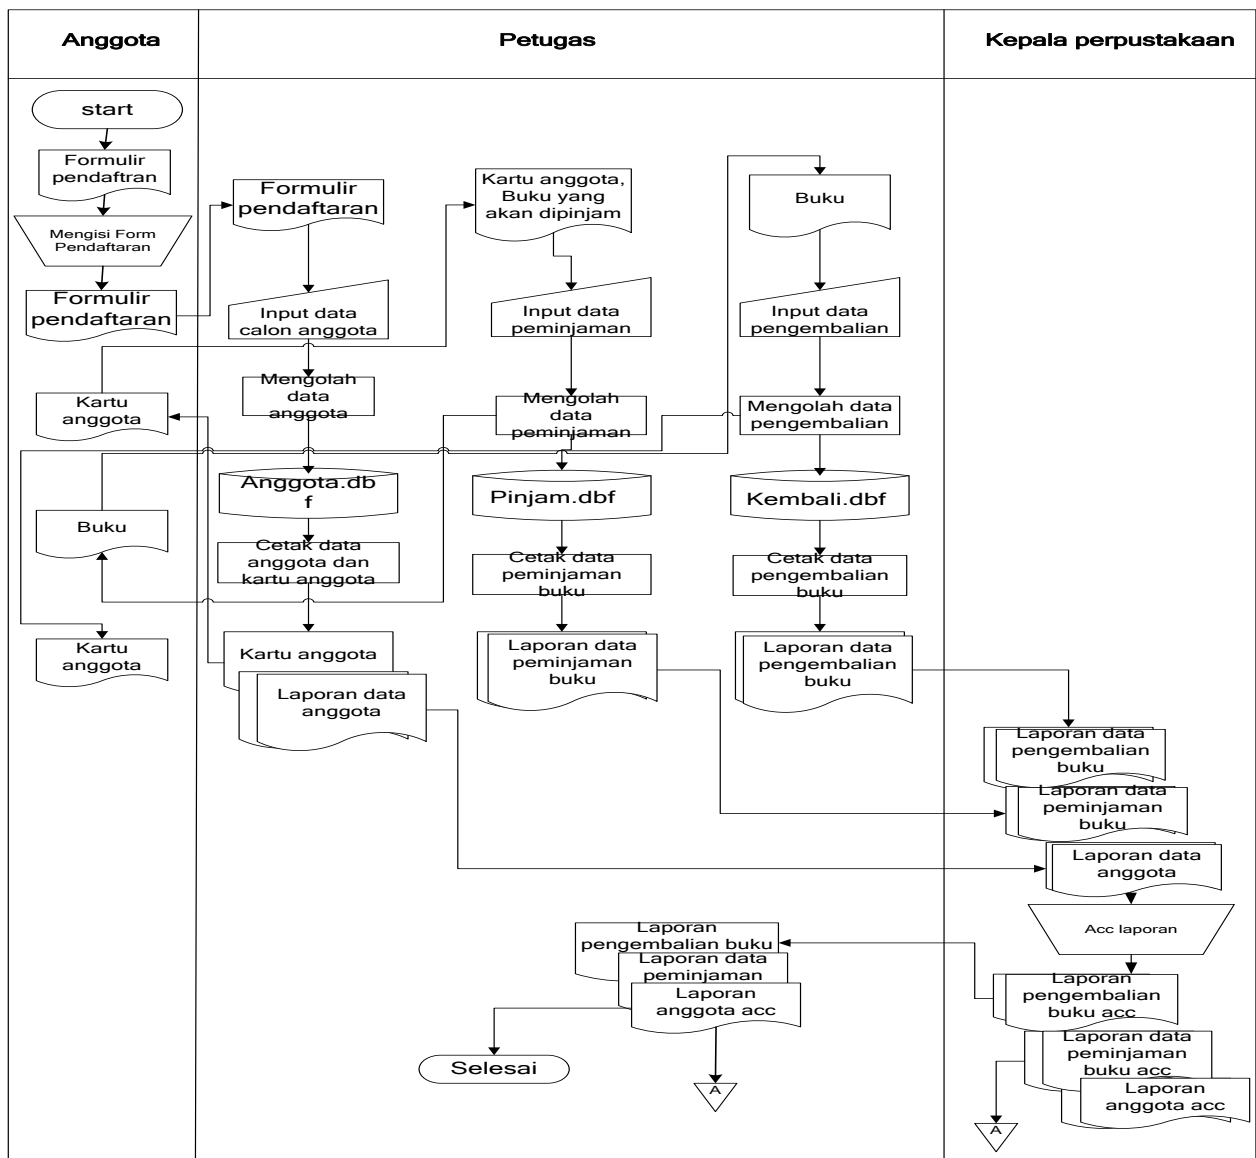 Anggota
Petugas
Kepala perpustakaan
start
Formulir
pendaftran
Mengisi Form
Pendaftaran
Formulir
pendaftaran
Kartu
anggota
Buku
Kartu
anggota
Formulir
pendaftaran
Input data
calon anggota
Mengolah
data
anggota
Anggota.db
f
Cetak data
anggota dan
kartu anggota
Kartu anggota
Laporan data
anggota
Kartu anggota,
Buku yang
akan dipinjam
Input data
peminjaman
Mengolah
data
peminjaman
Pinjam.dbf
Cetak data
peminjaman
buku
Laporan data
peminjaman
buku
Buku
Input data
pengembalian
Mengolah data
pengembalian
Kembali.dbf
Cetak data
pengembalian
buku
Laporan data
pengembalian
buku
Laporan data
pengembalian
buku
Laporan data
peminjaman
buku
Laporan data
anggota
Acc laporan
Laporan
pengembalian
buku acc
Laporan data
peminjaman
buku acc
Laporan
anggota acc
A
Laporan
pengembalian buku
Laporan data
peminjaman
Laporan
anggota acc
Selesai
A